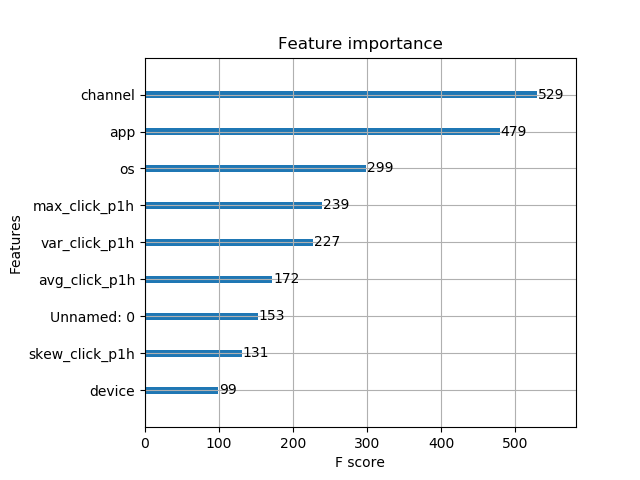 Feature importance
channel 529
app 479
os 299
max_click_p1h 239
var_click_p1h 227
avg_click_p1h 172
Unnamed: 0 153
skew_click_p1h 131
device 99
0 100 200 300 400 500
F score
Features